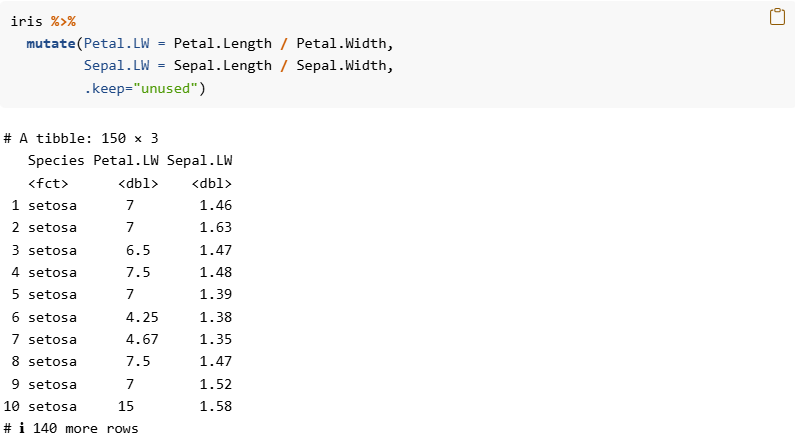 iris %>%
  mutate(Petal.LW = Petal.Length / Petal.Width,
         Sepal.LW = Sepal.Length / Sepal.Width,
         .keep="unused")
# A tibble: 150 × 3
   Species Petal.LW Sepal.LW
   <fct>      <dbl>    <dbl>
 1 setosa      7        1.46
 2 setosa      7        1.63
 3 setosa      6.5      1.47
 4 setosa      7.5      1.48
 5 setosa      7        1.39
 6 setosa      4.25     1.38
 7 setosa      4.67     1.35
 8 setosa      7.5      1.47
 9 setosa      7        1.52
10 setosa     15        1.58
# ℹ 140 more rows